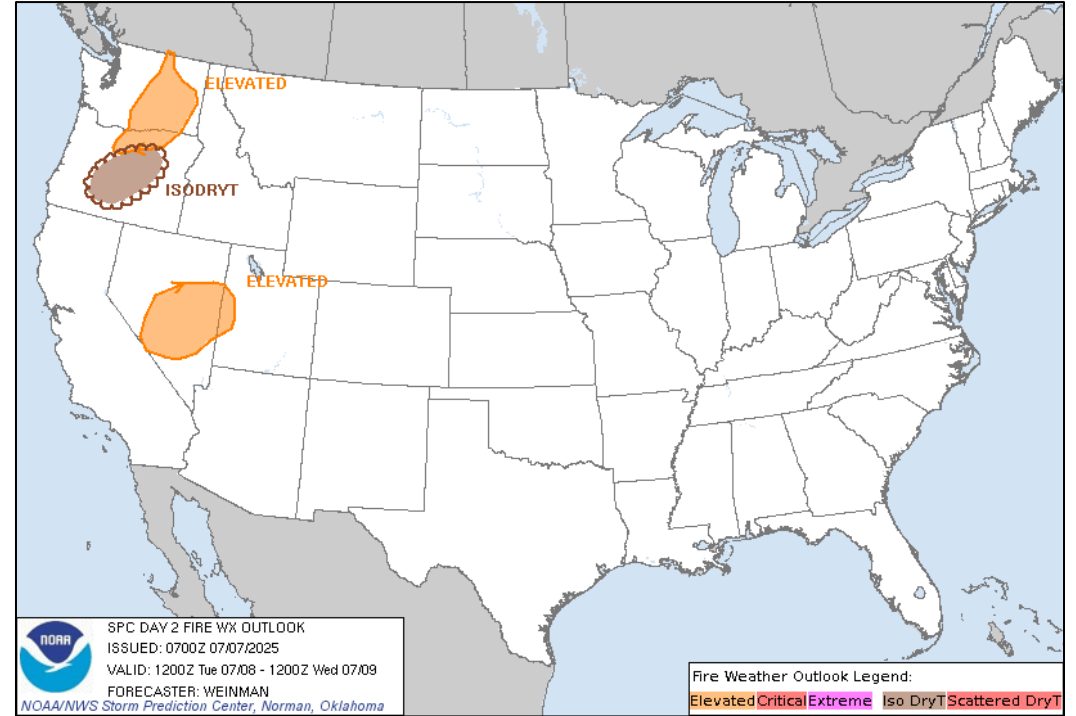 ELEVATED
ISODRYT
ELEVATED
NOAA
SPC DAY 2 FIRE WX OUTLOOK
ISSUED: 0700Z 07/07/2025
VALID: 1200Z Tue 07/08 - 1200Z Wed 07/09
FORECASTER: WEINMAN
NOAA/NWS Storm Prediction Center, Norman, Oklahoma
Fire Weather Outlook Legend:
Elevated Critical Extreme Iso DryT Scattered DryT